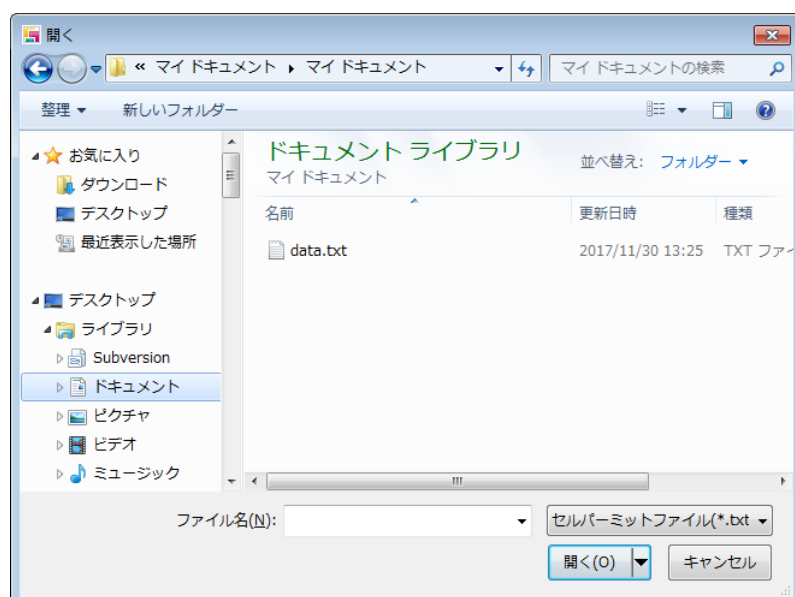 開く
« マイ ドキュメント マイ ドキュメント
マイ ドキュメントの検索
整理 新しいフォルダー
お気に入り
ダウンロード
デスクトップ
最近表示した場所
デスクトップ
ライブラリ
Subversion
ドキュメント
ピクチャ
ビデオ
ミュージック
ドキュメント ライブラリ
マイ ドキュメント
並べ替え: フォルダー
名前 更新日時 種類
data.txt 2017/11/30 13:25 TXT ファ
ファイル名(N):
セルパーミットファイル(*.txt
開く(O) キャンセル